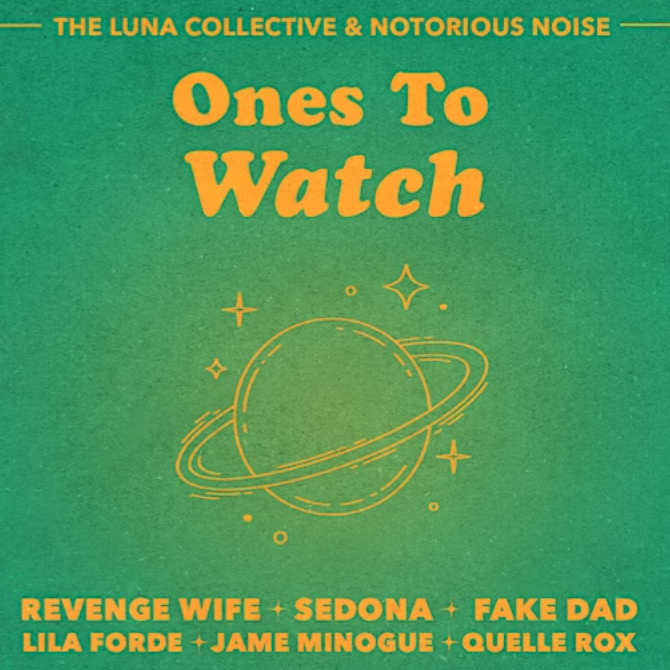 THE LUNA COLLECTIVE & NOTORIOUS NOISE
Ones To
Watch
REVENGE WIFE + SEDONA + FAKE DAD
LILA FORDE + JAME MINOGUE + QUELLE ROX